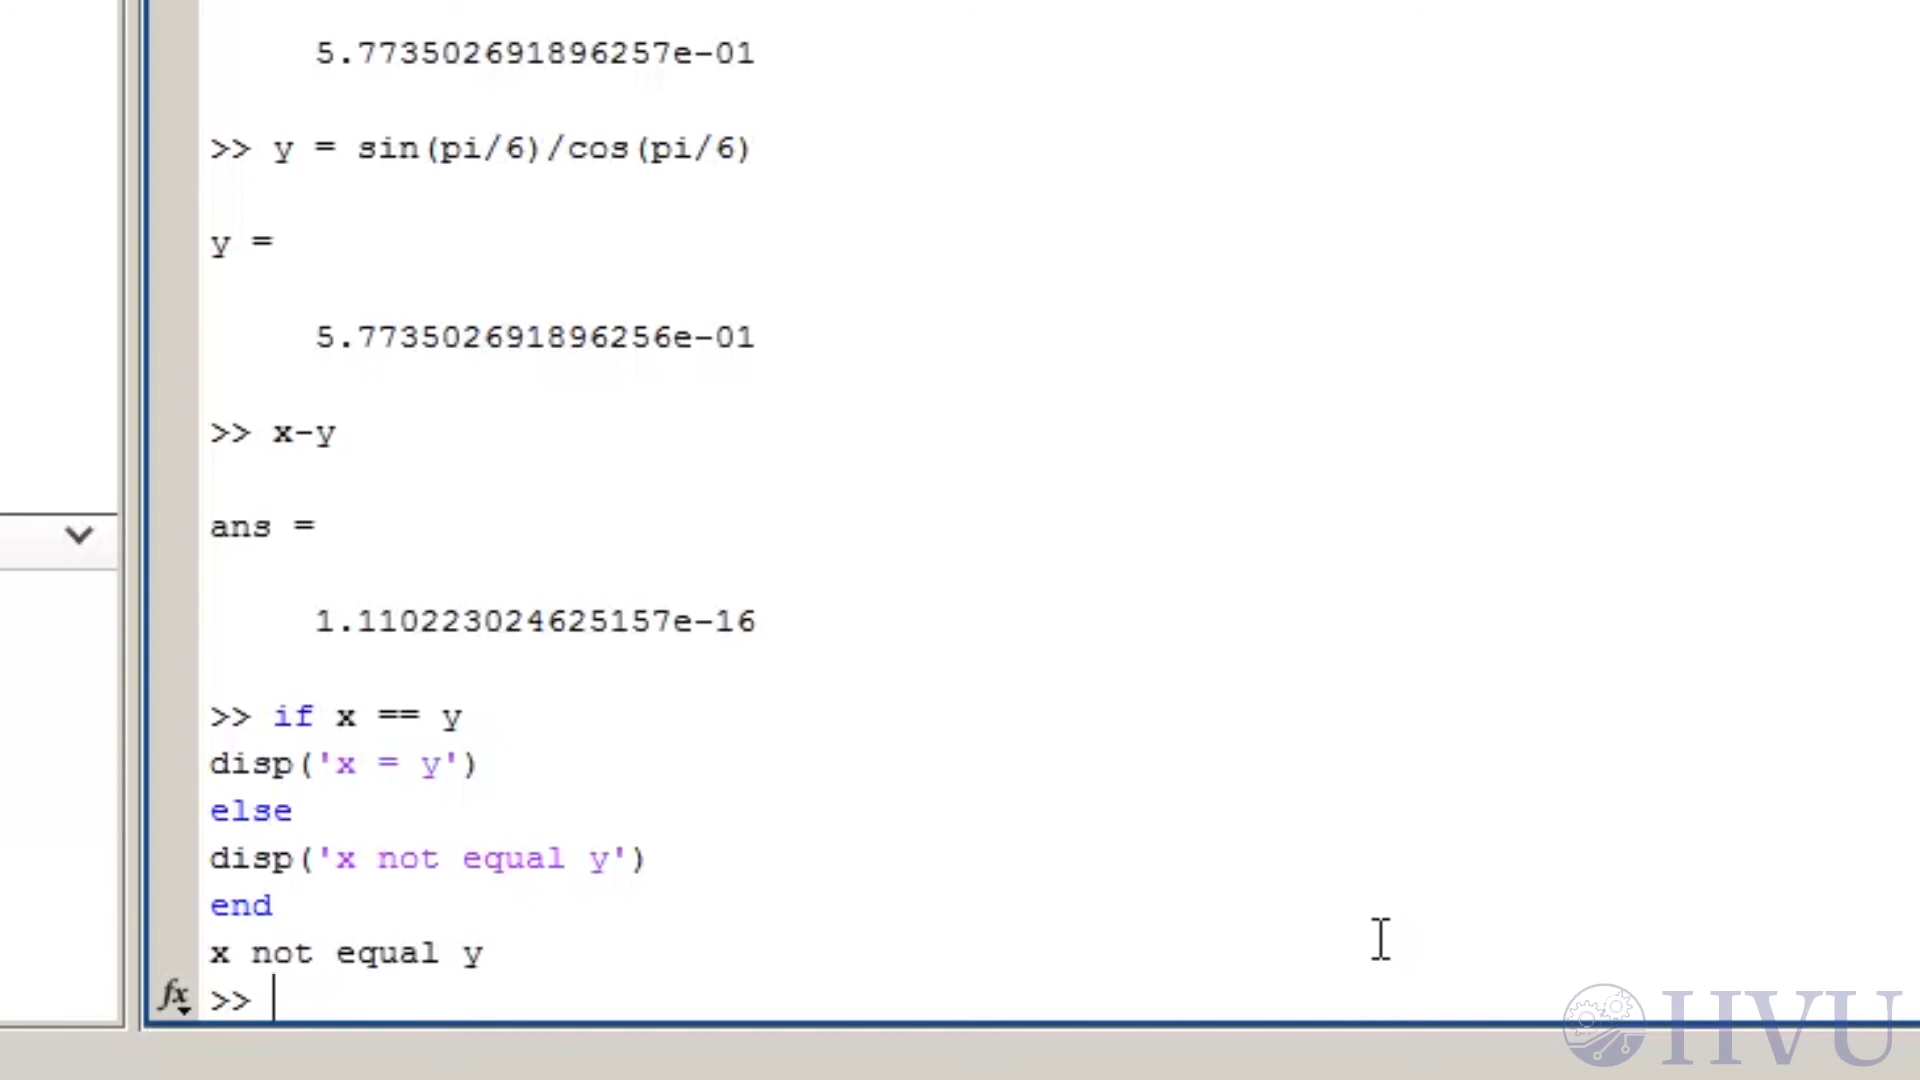 5.773502691896257e-01
>> y = sin(pi/6)/cos(pi/6)
y =
5.773502691896256e-01
>> x-y
ans =
1.110223024625157e-16
>> if x == y
disp('x = y')
else
disp('x not equal y')
end
x not equal y
fx >>
HVU